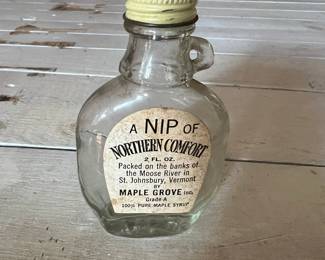 A NIP OF
NORTHERN COMFORT
2 FL. OZ.
Packed on the banks of
the Moose River in
St. Johnsbury, Vermont
BY
MAPLE GROVE Inc.
Grade A
100% PURE MAPLE SYRUP